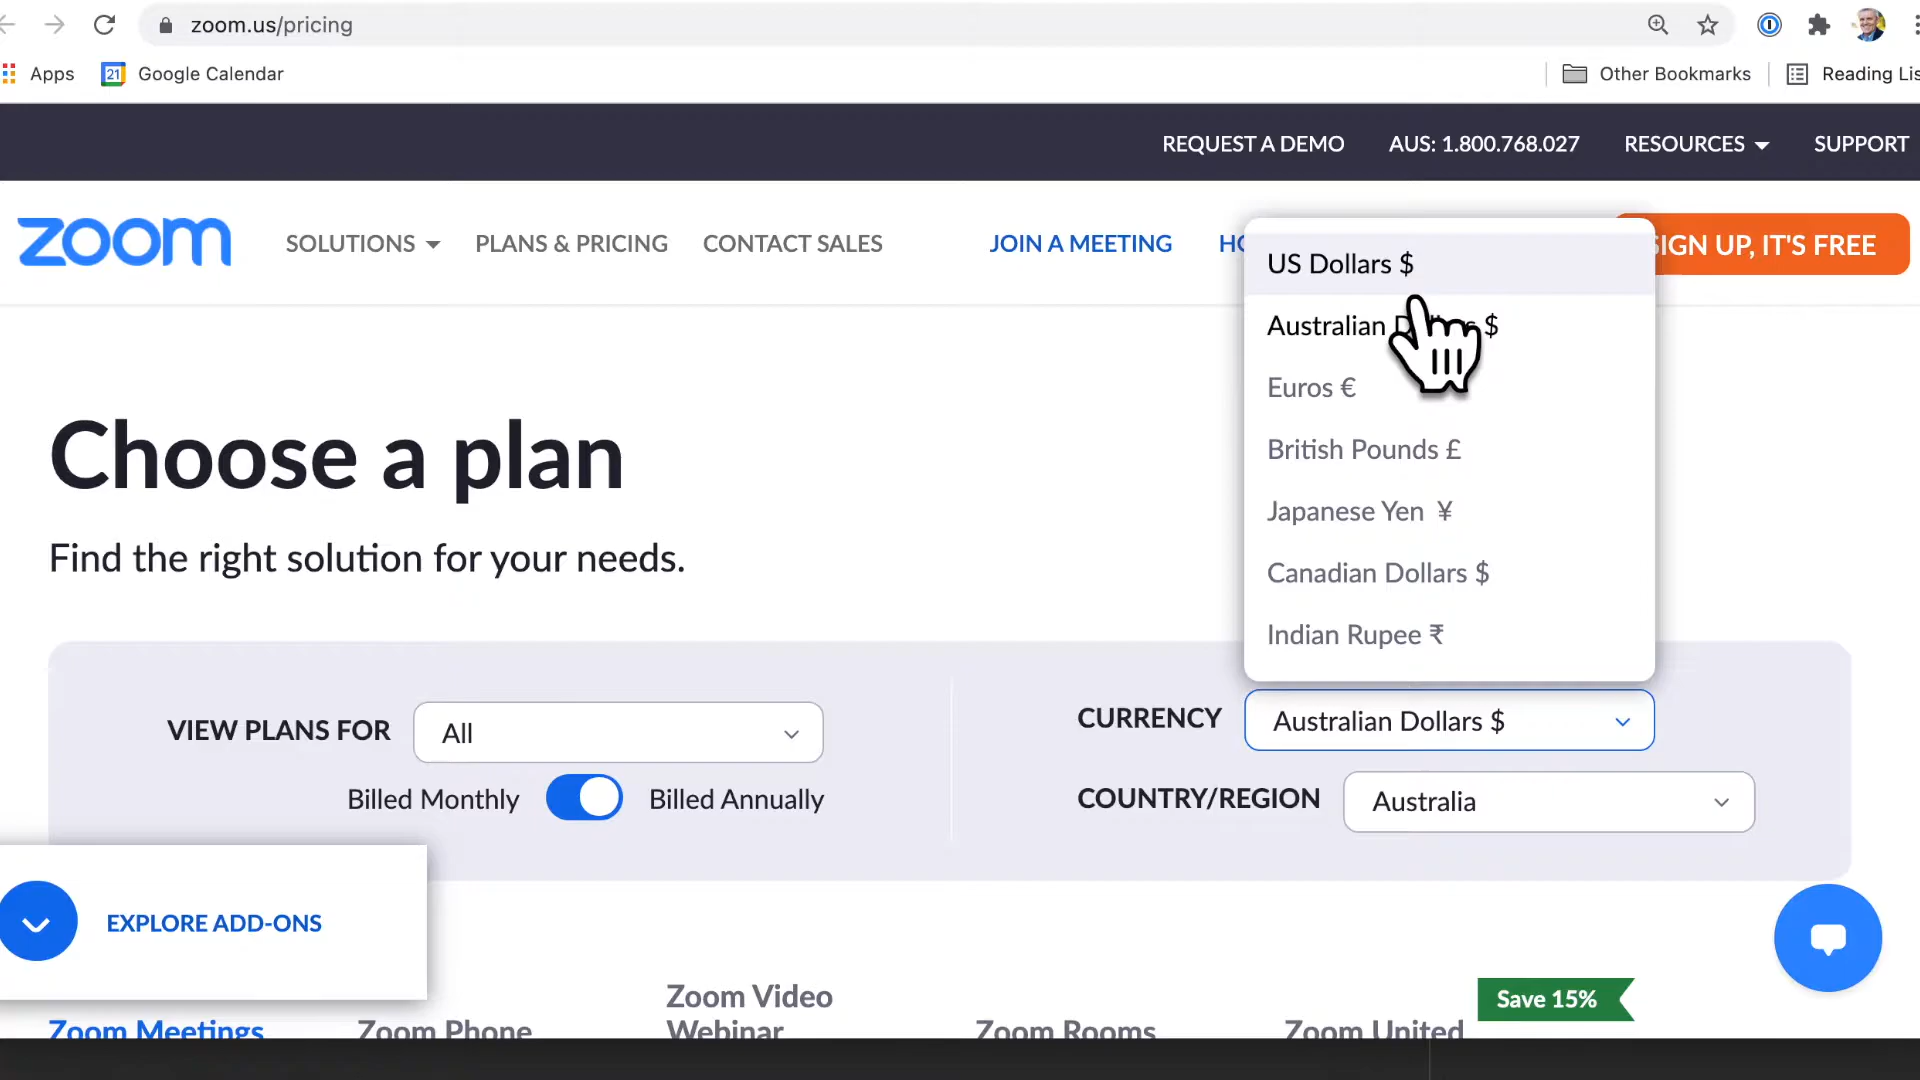 zoom.us/pricing
Apps
21
Google Calendar
Other Bookmarks
Reading Lis
REQUEST A DEMO
AUS: 1.800.768.027
RESOURCES
SUPPORT
zoom
SOLUTIONS
PLANS & PRICING
CONTACT SALES
JOIN A MEETING
HO
SIGN UP, IT'S FREE
US Dollars $
Australian D s $
Euros €
British Pounds £
Japanese Yen ¥
Canadian Dollars $
Indian Rupee ₹
Choose a plan
Find the right solution for your needs.
VIEW PLANS FOR
All
Billed Monthly
Billed Annually
CURRENCY
Australian Dollars $
COUNTRY/REGION
Australia
EXPLORE ADD-ONS
Save 15%
Zoom Meetings
Zoom Phone
Zoom Video
Webinar
Zoom Rooms
Zoom United